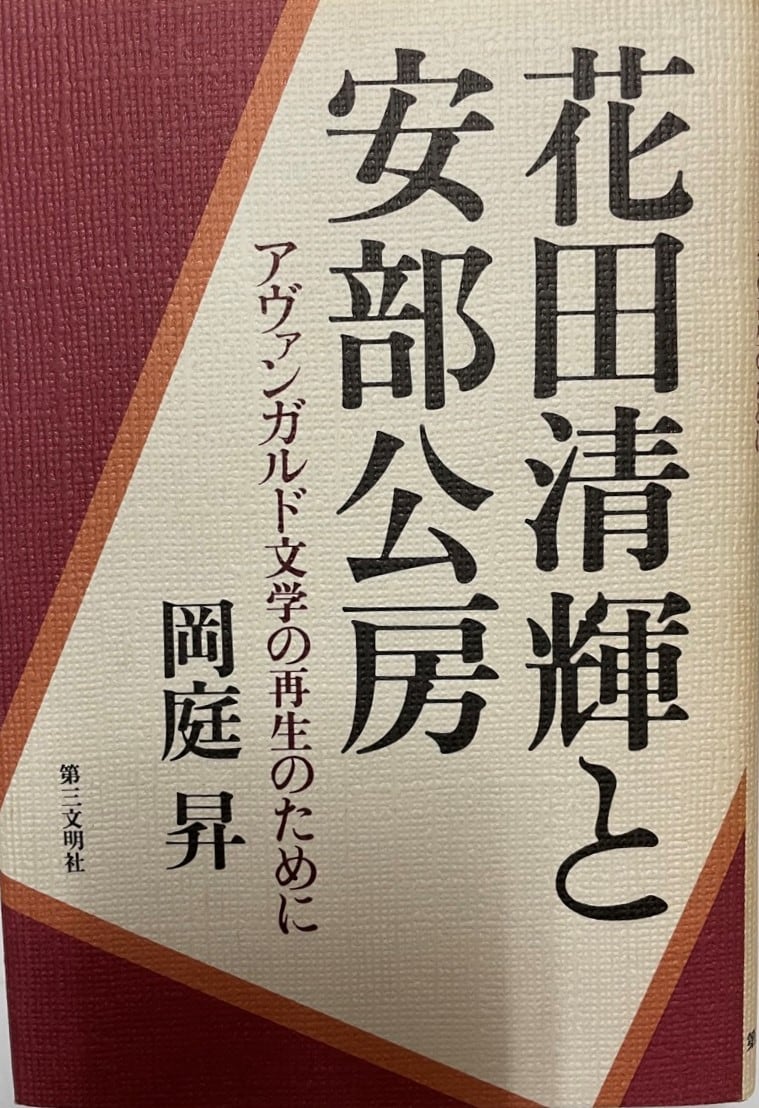 花田清輝と
安部公房
アヴァンガルド文学の再生のために
岡庭昇
第三文明社